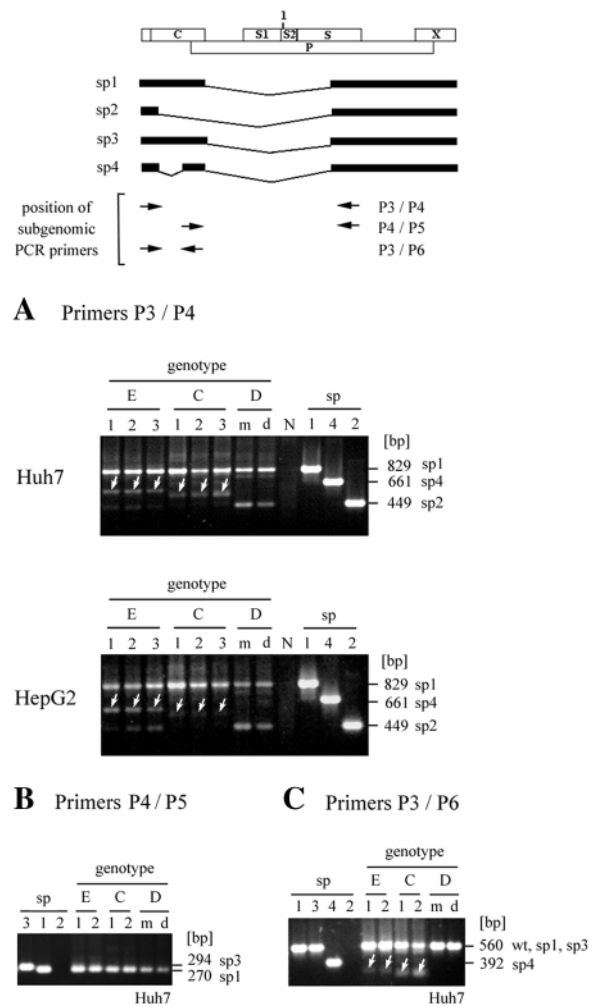 1
C S1 S2 S X
P
sp1
sp2
sp3
sp4
position of P3 / P4
subgenomic P4 / P5
PCR primers P3 / P6
A Primers P3 / P4
genotype
E C D sp
1 2 3 1 2 3 m d N 1 4 2
[bp]
Huh7
829 sp1
661 sp4
449 sp2
genotype
E C D sp
1 2 3 1 2 3 m d N 1 4 2
[bp]
HepG2
829 sp1
661 sp4
449 sp2
B Primers P4 / P5
genotype
sp E C D
3 1 2 1 2 1 2 m d
[bp]
294 sp3
270 sp1
Huh7
C Primers P3 / P6
genotype
sp E C D
1 3 4 2 1 2 1 2 m d
[bp]
560 wt, sp1, sp3
392 sp4
Huh7